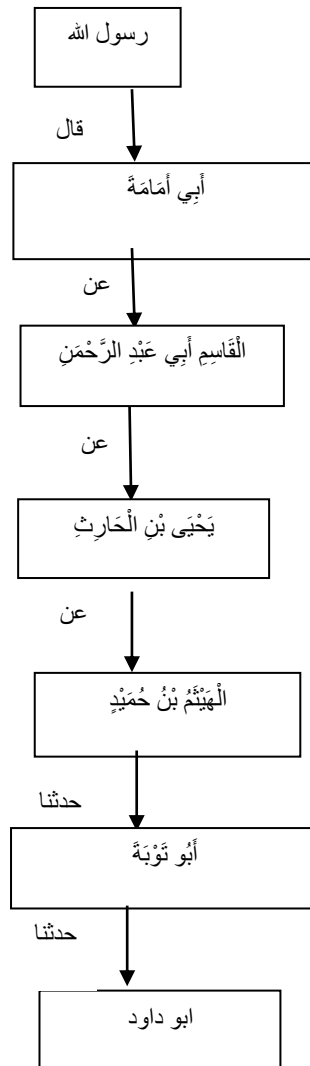 رسول الله
قال
أَبِي أَمَامَةَ
عن
الْقَاسِمِ أَبِي عَبْدِ الرَّحْمَنِ
عن
يَحْيَى بْنِ الْحَارِثِ
عن
الْهَيْثَمُ بْنُ حُمَيْدٍ
حدثنا
أَبُو تَوْبَةَ
حدثنا
ابو داود